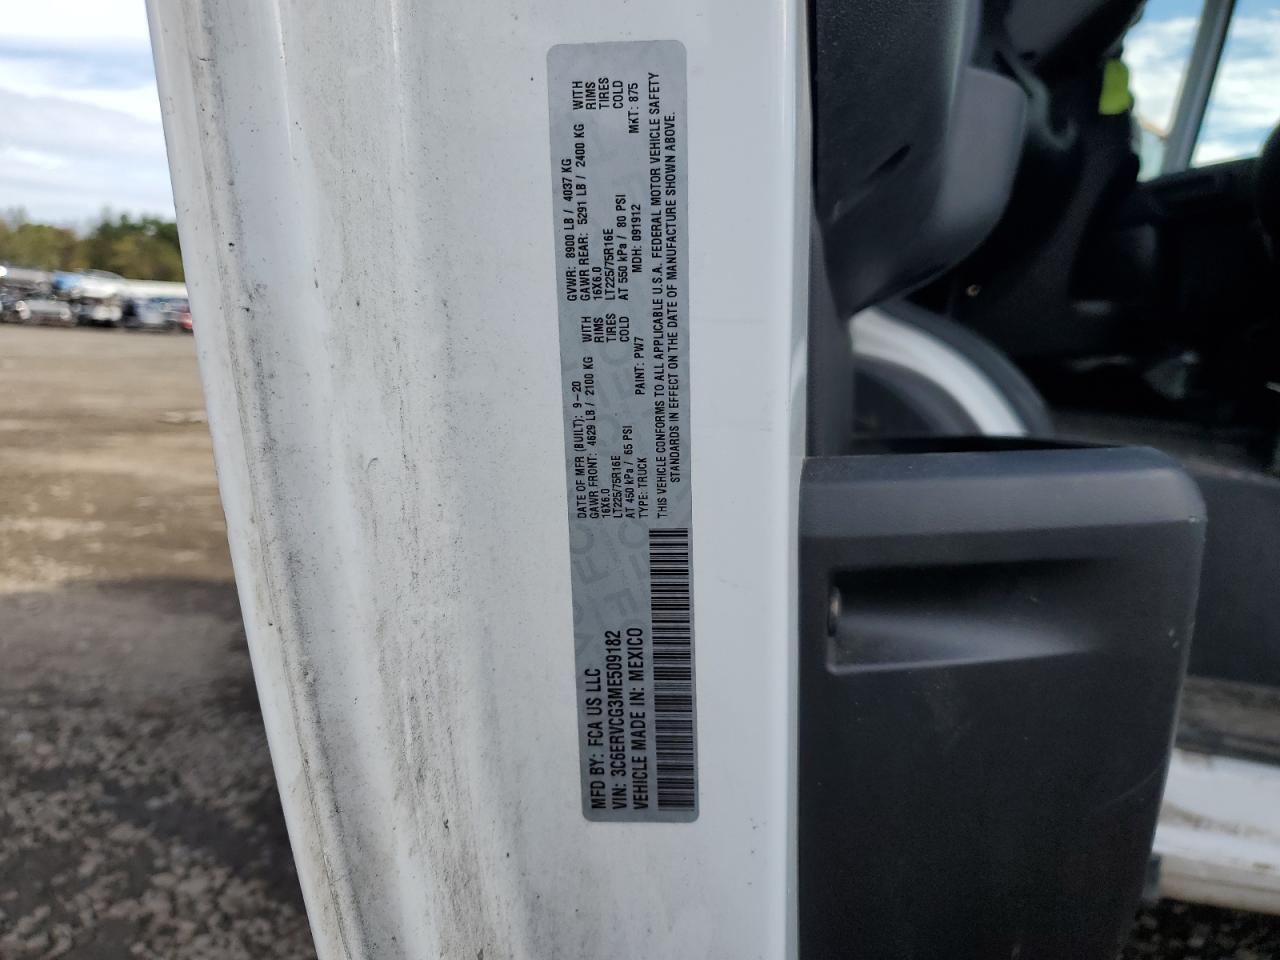 MFD BY: FCA US LLC
VIN: 3C6ERVCG3ME509182
VEHICLE MADE IN: MEXICO
DATE OF MFR (BUILT): 9-20 GVWR: 8900 LB / 4037 KG
GAWR FRONT: 4629 LB / 2100 KG WITH GAWR REAR: 5291 LB / 2400 KG WITH
16X6.0 RIMS 16X6.0 RIMS
LT225/75R16E TIRES LT225/75R16E TIRES
AT 450 kPa / 65 PSI COLD AT 550 kPa / 80 PSI COLD
TYPE: TRUCK PAINT: PW7 MDH: 091912 MKT: 875
THIS VEHICLE CONFORMS TO ALL APPLICABLE U.S.A. FEDERAL MOTOR VEHICLE SAFETY
STANDARDS IN EFFECT ON THE DATE OF MANUFACTURE SHOWN ABOVE.